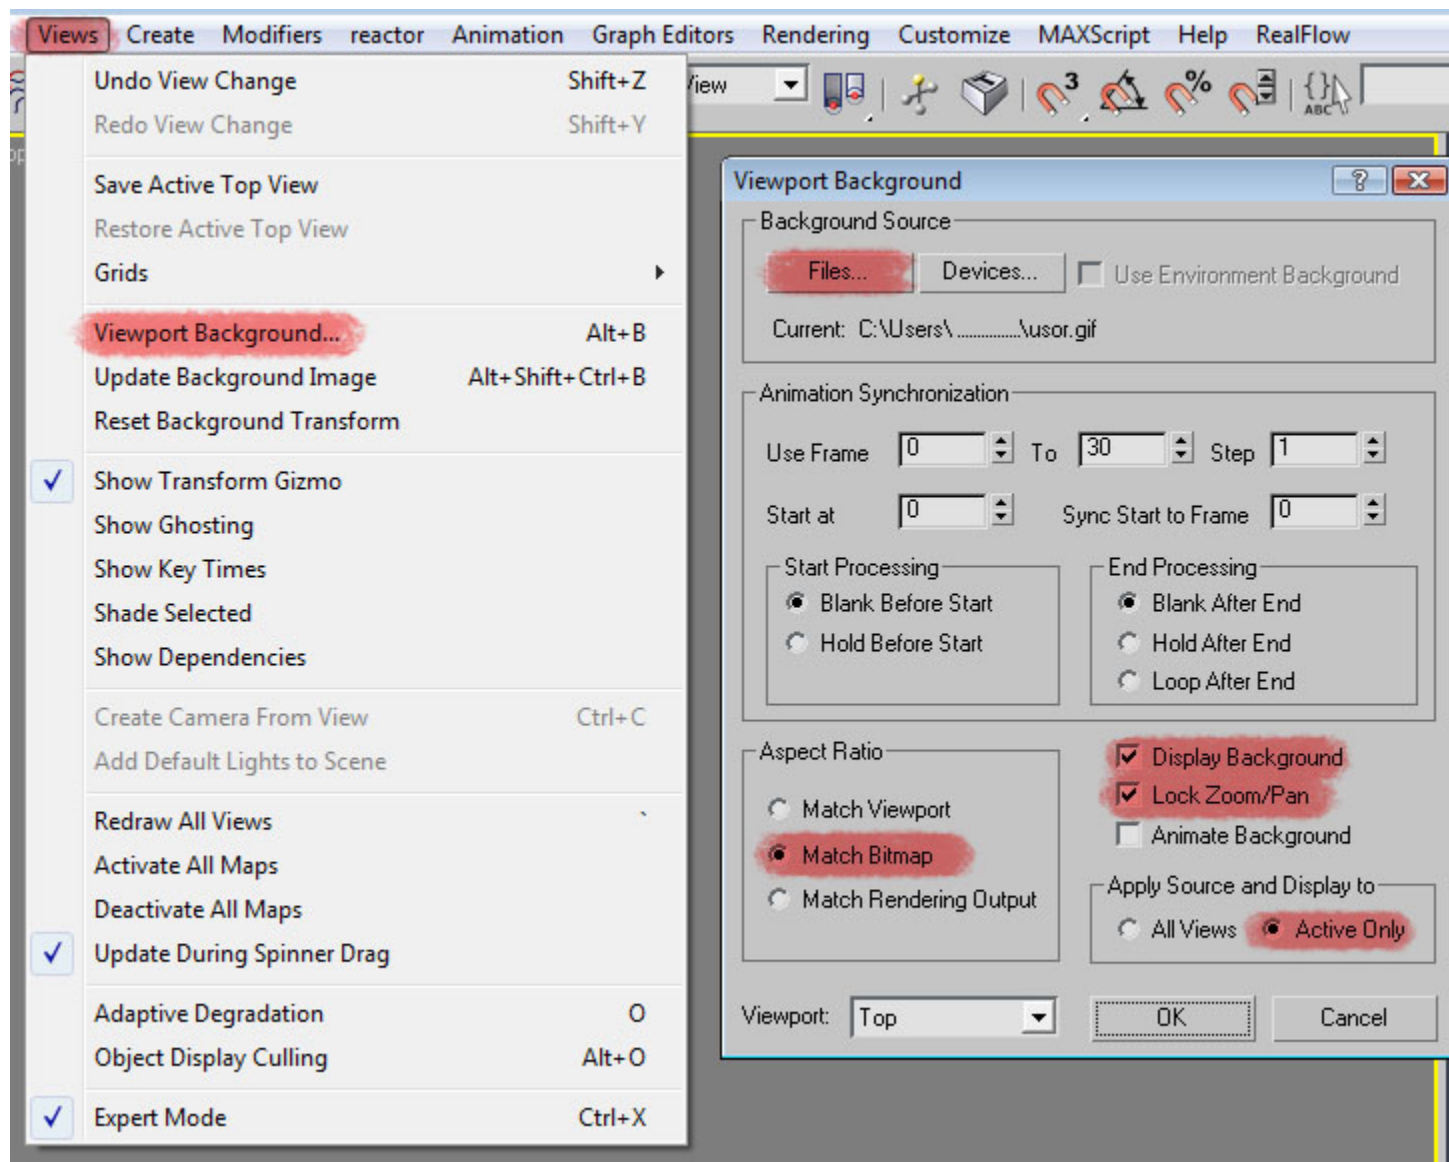 Views Create Modifiers reactor Animation Graph Editors Rendering Customize MAXScript Help RealFlow
Undo View Change Shift+Z
Redo View Change Shift+Y
Save Active Top View
Restore Active Top View
Grids
Viewport Background... Alt+B
Update Background Image Alt+Shift+Ctrl+B
Reset Background Transform
Show Transform Gizmo
Show Ghosting
Show Key Times
Shade Selected
Show Dependencies
Create Camera From View Ctrl+C
Add Default Lights to Scene
Redraw All Views `
Activate All Maps
Deactivate All Maps
Update During Spinner Drag
Adaptive Degradation O
Object Display Culling Alt+O
Expert Mode Ctrl+X
3 % {} ABC
Viewport Background ?
Background Source
Files... Devices... Use Environment Background
Current: C:\Users\ ..............\usor.gif
Animation Synchronization
Use Frame 0 To 30 Step 1
Start at 0 Sync Start to Frame 0
Start Processing
Blank Before Start
Hold Before Start
End Processing
Blank After End
Hold After End
Loop After End
Aspect Ratio
Match Viewport
Match Bitmap
Match Rendering Output
Display Background
Lock Zoom/Pan
Animate Background
Apply Source and Display to
All Views Active Only
Viewport: Top OK Cancel